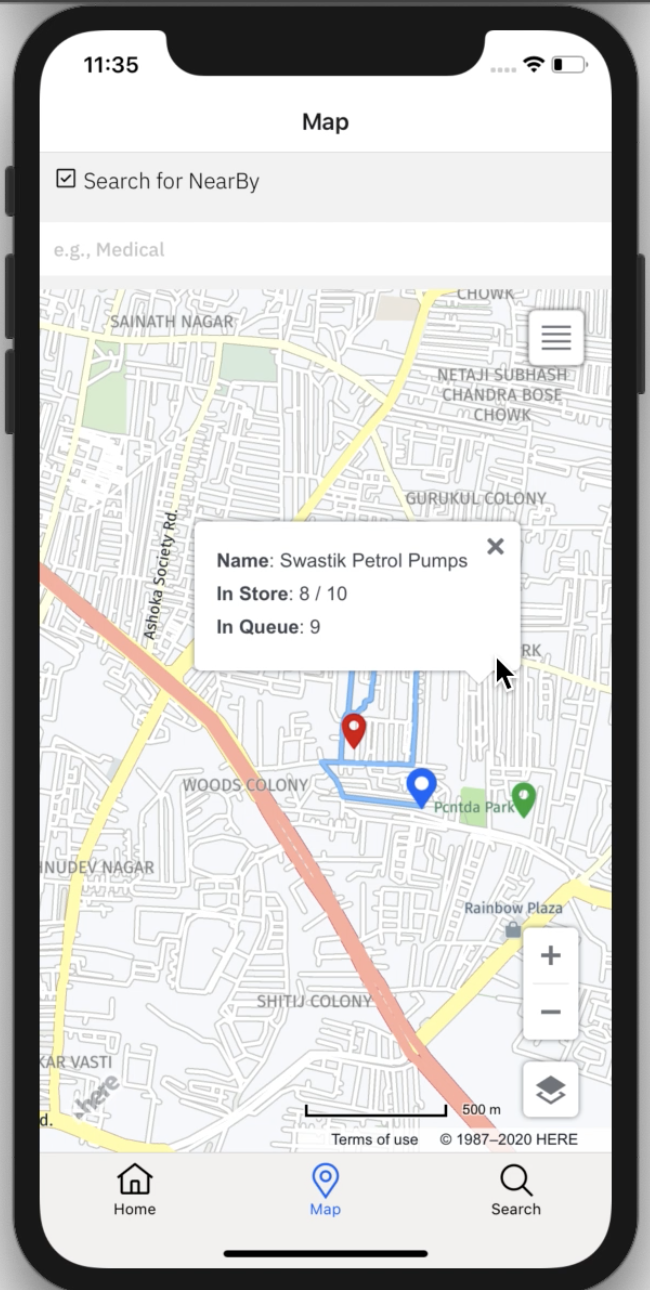 11:35
Map
Search for NearBy
e.g., Medical
CHOWK
SAINATH NAGAR
NETAJI SUBHASH
CHANDRA BOSE
CHOWK
GURUKUL COLONY
Ashoka Society Rd.
Name: Swastik Petrol Pumps
In Store: 8 / 10
In Queue: 9
RK
WOODS COLONY
Pcntda Park
NUDEV NAGAR
Rainbow Plaza
SHITIJ COLONY
KAR VASTI
here
d.
500 m
Terms of use © 1987–2020 HERE
Home
Map
Search